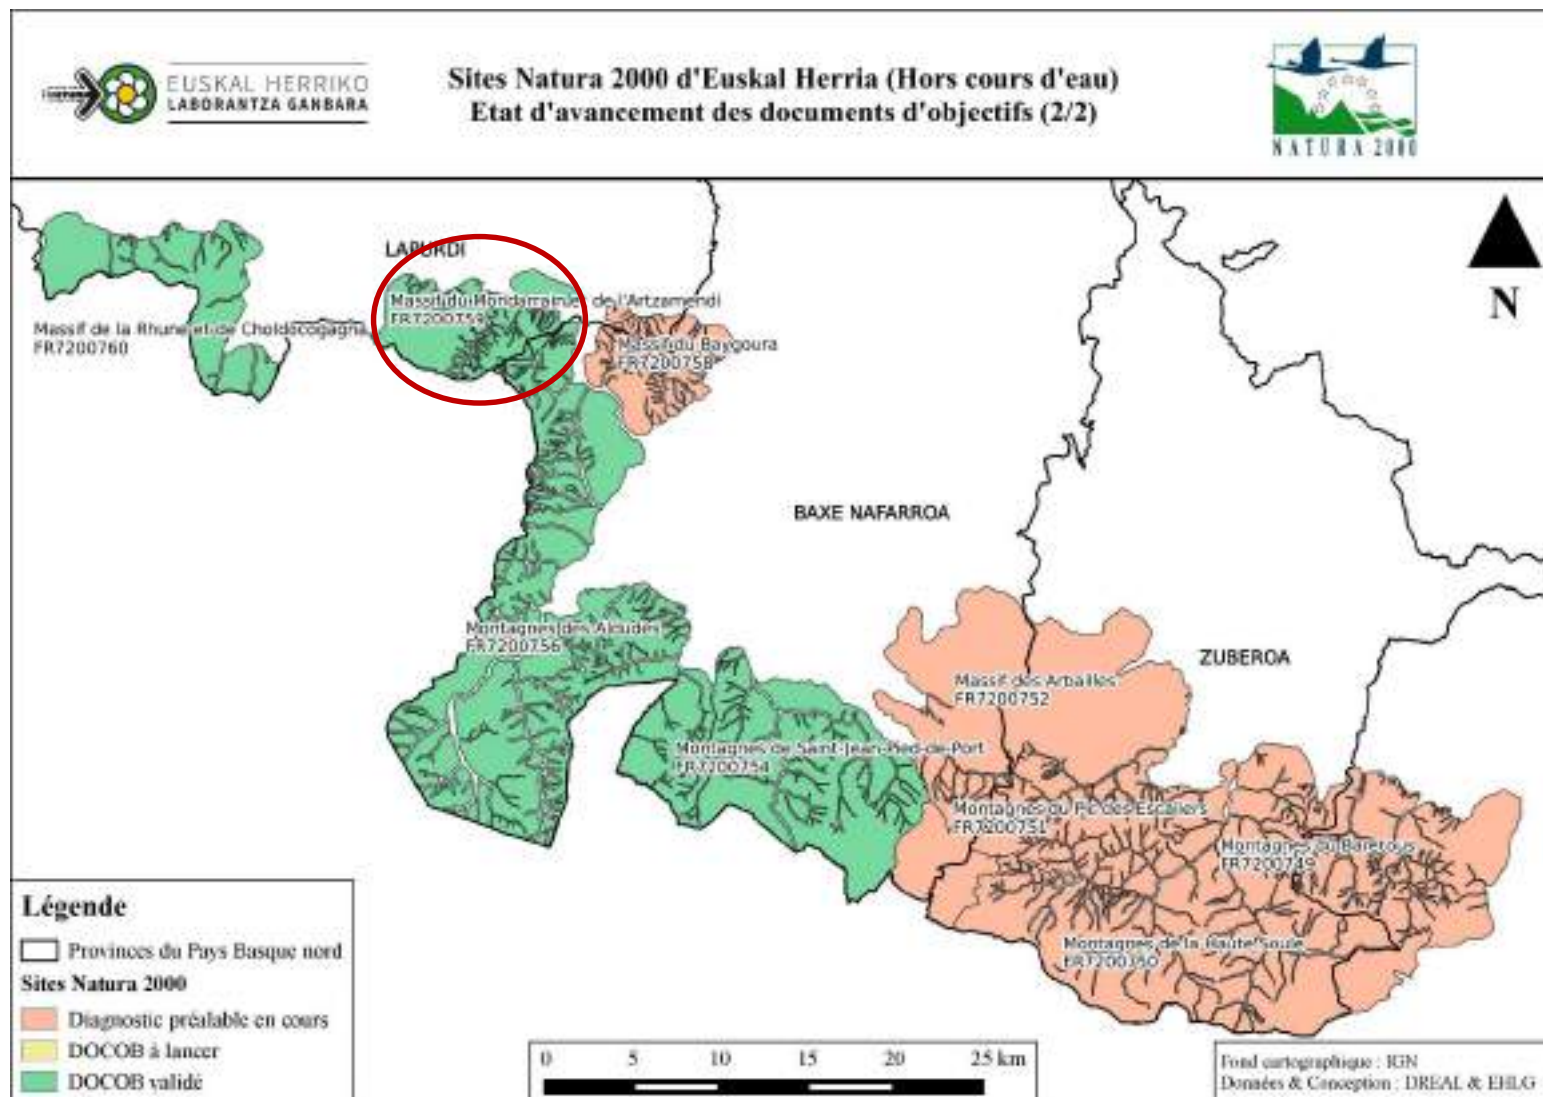 EUSKAL HERRIKO
LABORANTZA GANBARA
Sites Natura 2000 d'Euskal Herria (Hors cours d'eau)
Etat d'avancement des documents d'objectifs (2/2)
NATURA 2000
LAPURDI
Massif du Mondarrain et de l'Artzamendi
FR7200759
Massif de la Rhune et de Choldocogagna
FR7200760
Massif du Baygoura
FR7200758
N
BAXE NAFARROA
Montagnes des Aldudes
FR7200756
ZUBEROA
Massif des Arbailles
FR7200752
Montagnes de Saint-Jean-Pied-de-Port
FR7200754
Montagnes du Pic des Escaliers
FR7200751
Montagnes du Barétous
FR7200749
Montagnes de la Haute Soule
FR7200750
Légende
Provinces du Pays Basque nord
Sites Natura 2000
Diagnostic préalable en cours
DOCOB à lancer
DOCOB validé
0 5 10 15 20 25 km
Fond cartographique : IGN
Données & Conception : DREAL & EHLG